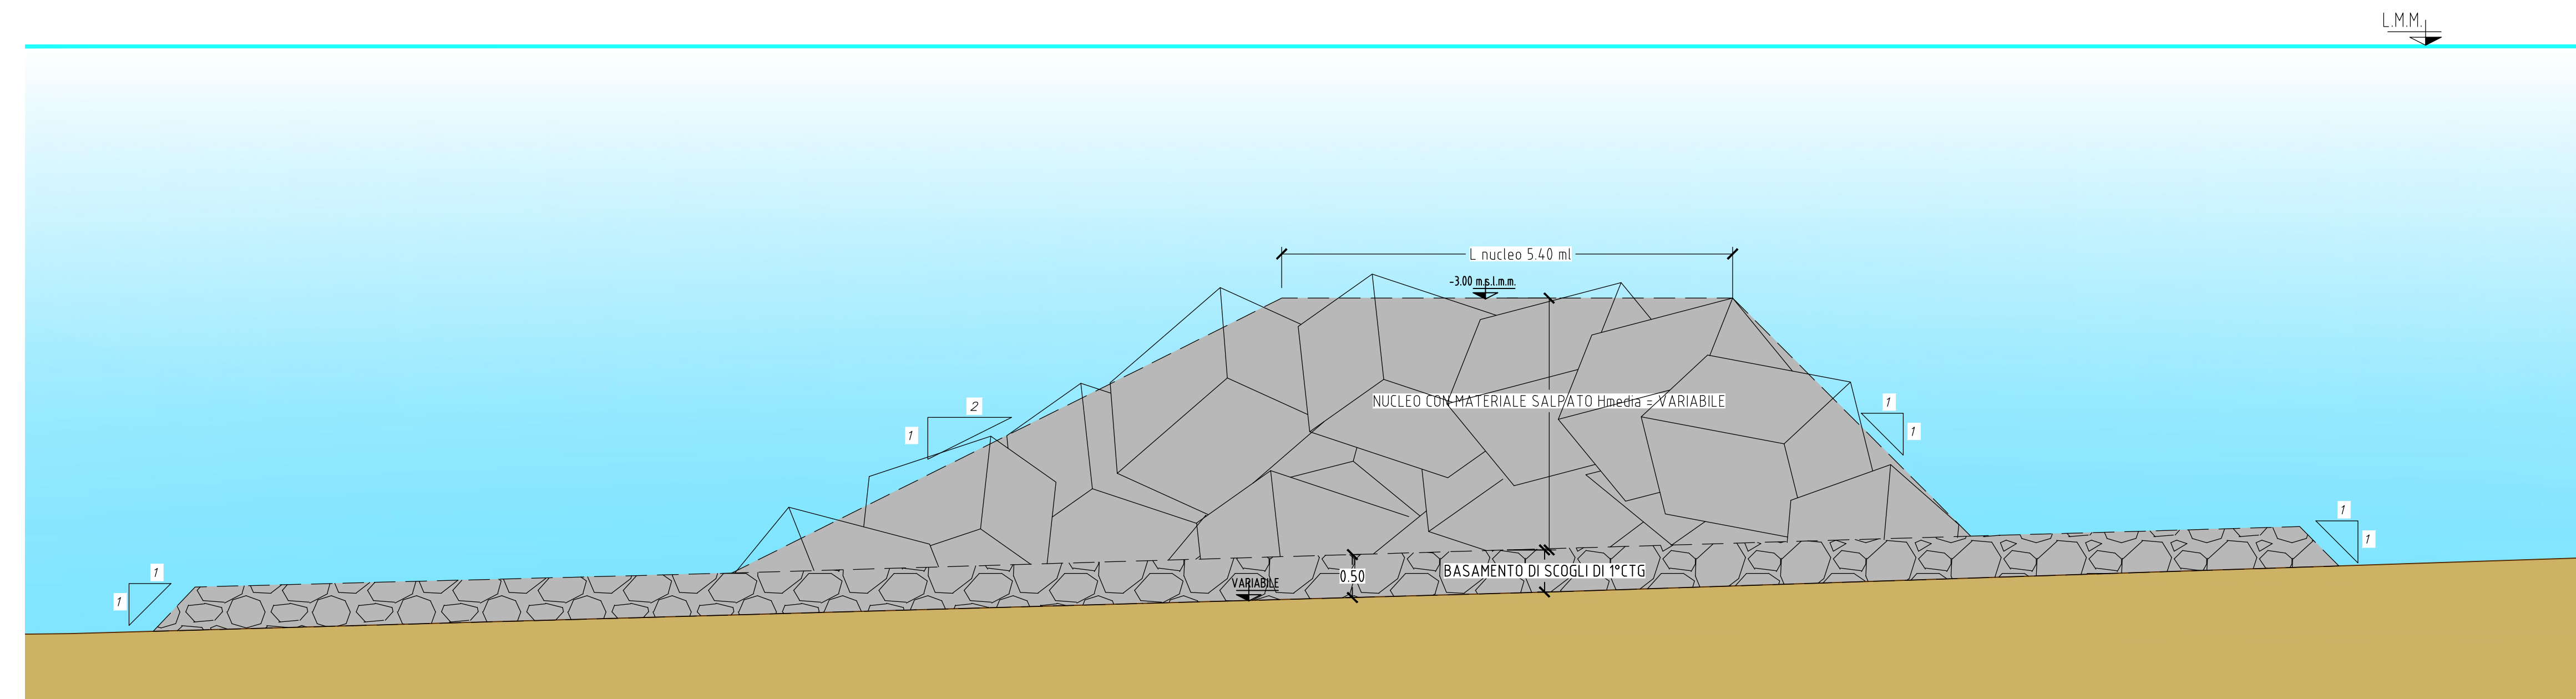 L.M.M.
L nucleo 5.40 ml
-3.00 m.s.l.m.m.
2
1
1
1
NUCLEO CON MATERIALE SALPATO Hmedia = VARIABILE
1
1
1
1
VARIABILE
0.50
BASAMENTO DI SCOGLI DI 1°CTG